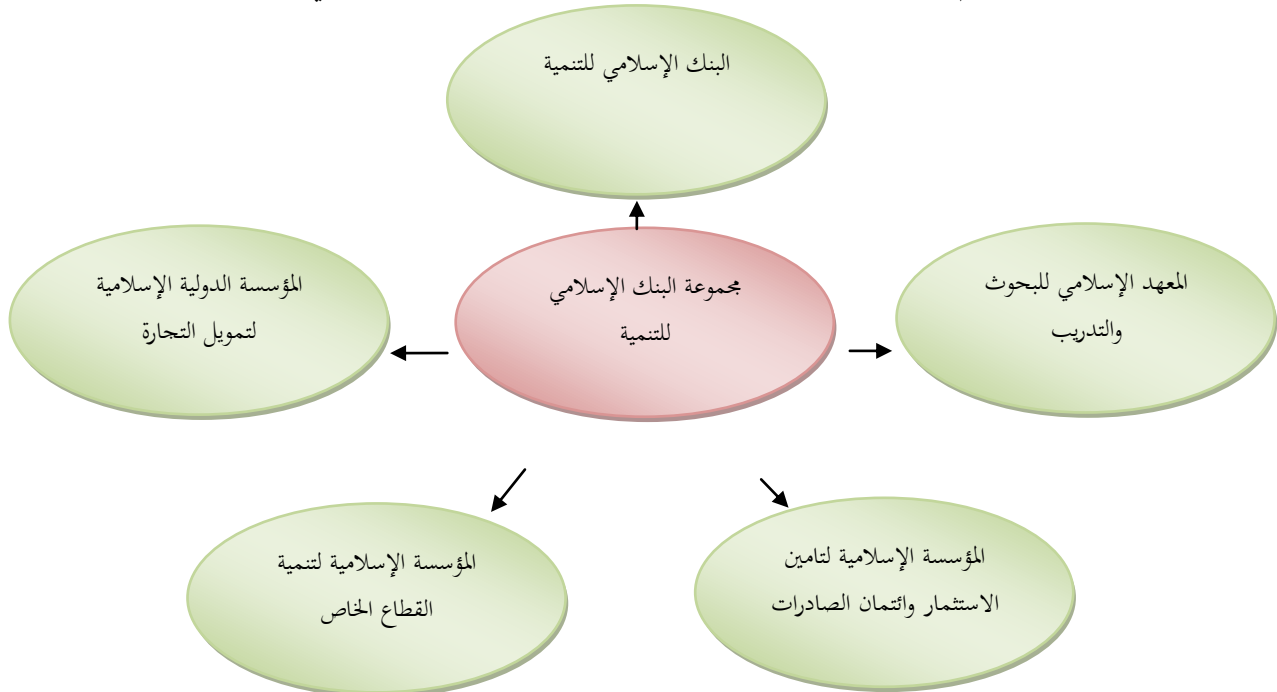 البنك الإسلامي للتنمية
المعهد الإسلامي للبحوث
والتدريب
مجموعة البنك الإسلامي
للتنمية
المؤسسة الدولية الإسلامية
لتمويل التجارة
المؤسسة الإسلامية لتامين
الاستثمار وائتمان الصادرات
المؤسسة الإسلامية لتنمية
القطاع الخاص